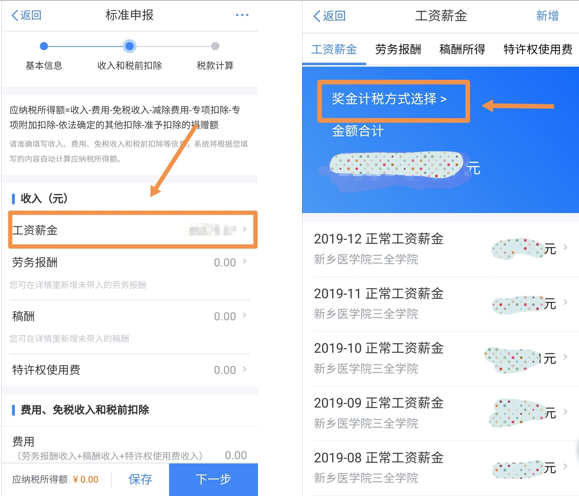 返回
标准申报
...
基本信息
收入和税前扣除
税款计算
应纳税所得额=收入-费用-免税收入-减除费用-专项扣除-专
项附加扣除-依法确定的其他扣除-准予扣除的捐赠额
请准确填写收入、费用、免税收入和税前扣除等信息，系统将根据您填
写的内容自动计算应纳税所得额。
收入（元）
工资薪金
劳务报酬
0.00
您可在详情里新增未带入的劳务报酬
稿酬
0.00
您可在详情里新增未带入的稿酬
特许权使用费
0.00
费用、免税收入和税前扣除
费用
（劳务报酬收入+稿酬收入+特许权使用费收入）
0.00
应纳税所得额 ¥0.00
保存
下一步
返回
工资薪金
新增
工资薪金
劳务报酬
稿酬所得
特许权使用费
奖金计税方式选择 >
金额合计
元
2019-12 正常工资薪金
新乡医学院三全学院
元
2019-11 正常工资薪金
新乡医学院三全学院
元
2019-10 正常工资薪金
新乡医学院三全学院
元
2019-09 正常工资薪金
新乡医学院三全学院
元
2019-08 正常工资薪金
新乡医学院三全学院
元